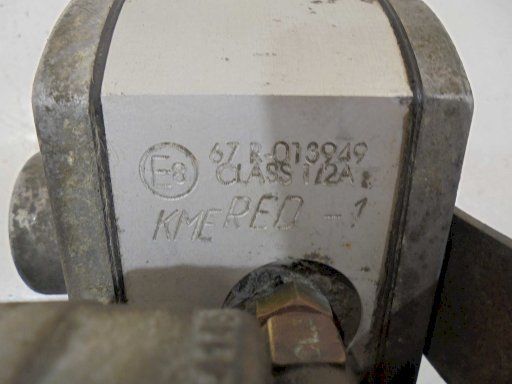 E8 67 R-013949
CLASS 1/2A
KME RED -1